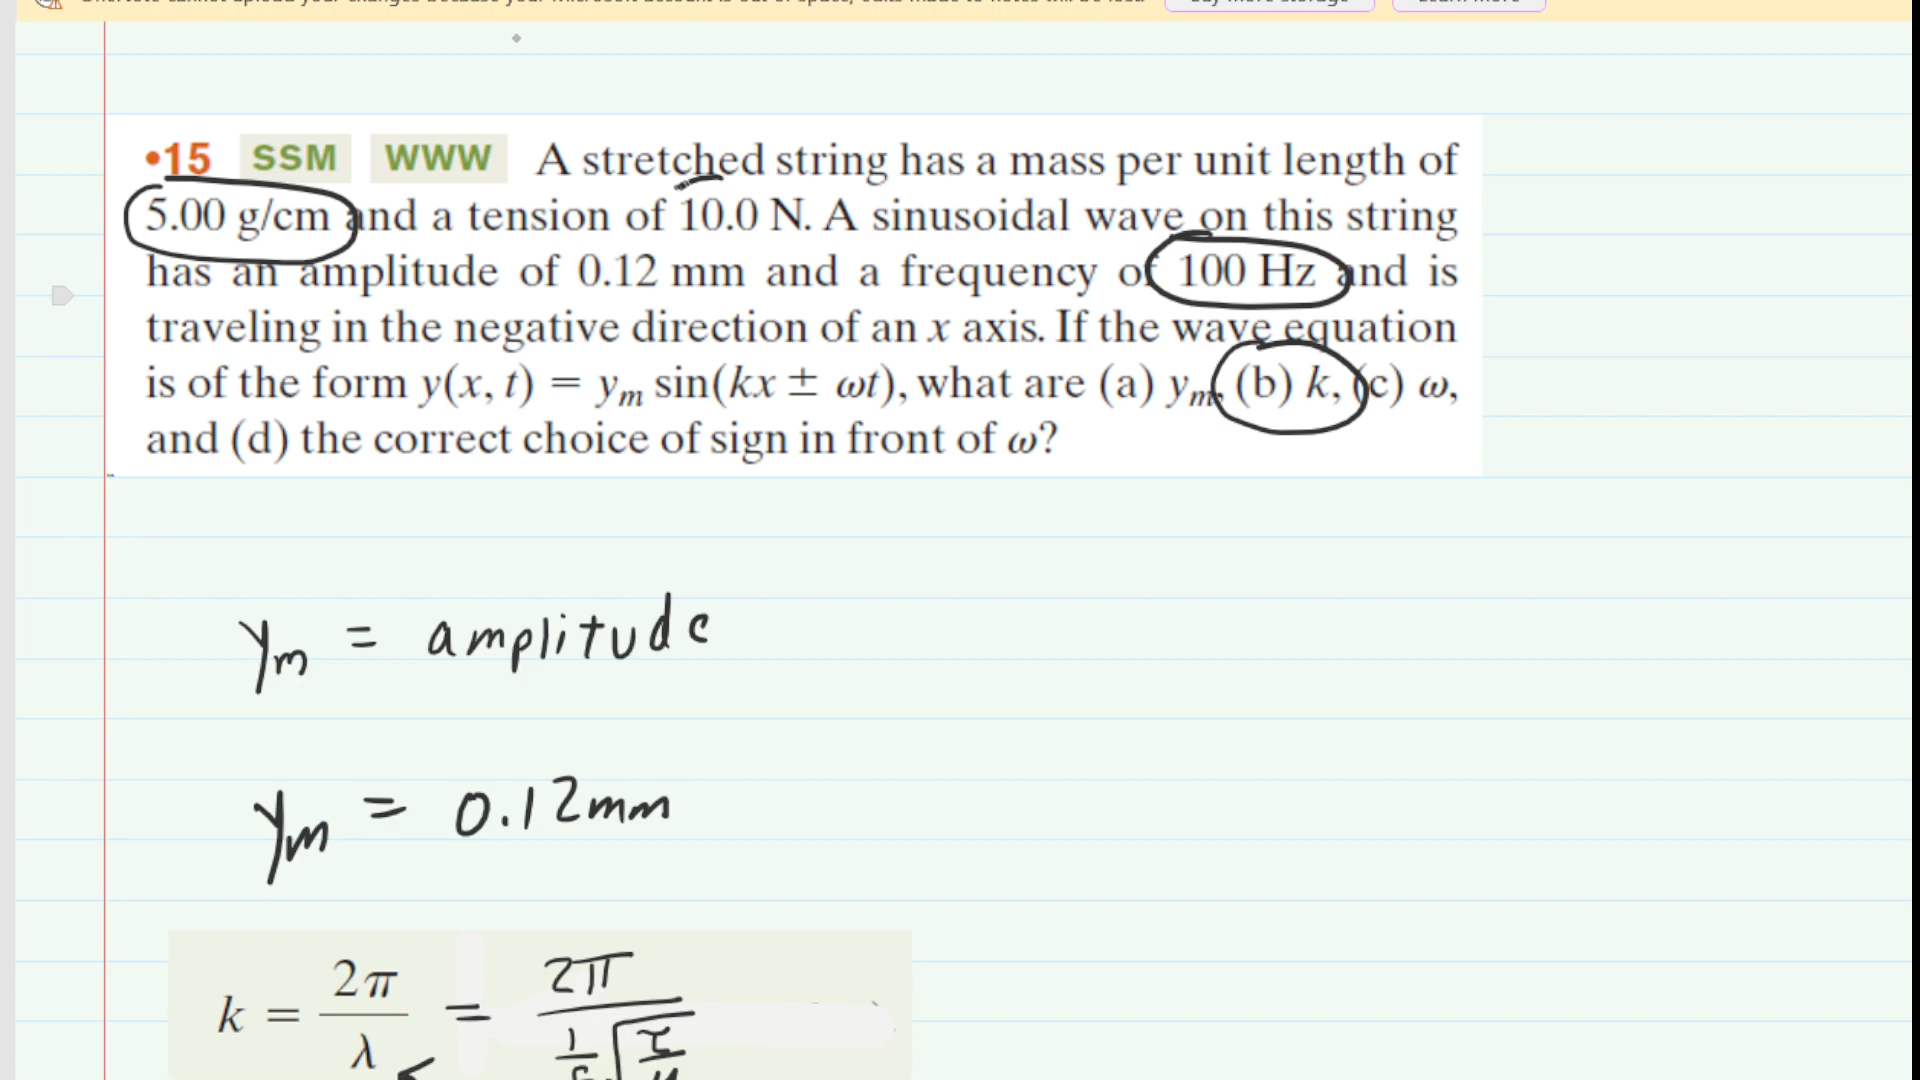 •15 SSM WWW A stretched string has a mass per unit length of
5.00 g/cm and a tension of 10.0 N. A sinusoidal wave on this string
has an amplitude of 0.12 mm and a frequency of 100 Hz and is
traveling in the negative direction of an x axis. If the wave equation
is of the form y(x, t) = yₘ sin(kx ± ωt), what are (a) yₘ, (b) k, (c) ω,
and (d) the correct choice of sign in front of ω?
yₘ = amplitude
yₘ = 0.12mm
k = 2π/λ = 2π